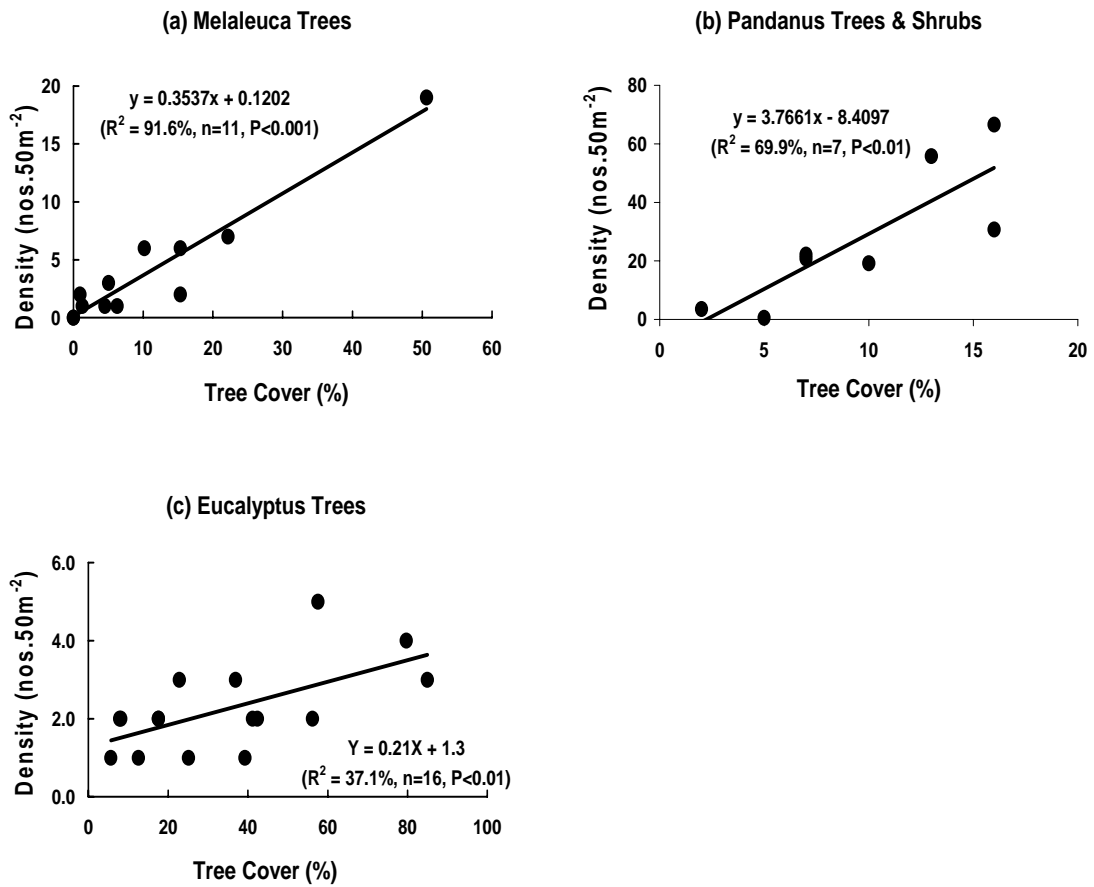 (a) Melaleuca Trees
y = 0.3537x + 0.1202
(R² = 91.6%, n=11, P<0.001)
Density (nos.50m⁻²)
20
15
10
5
0
0 10 20 30 40 50 60
Tree Cover (%)
(b) Pandanus Trees & Shrubs
y = 3.7661x - 8.4097
(R² = 69.9%, n=7, P<0.01)
Density (nos.50m⁻²)
80
60
40
20
0
0 5 10 15 20
Tree Cover (%)
(c) Eucalyptus Trees
Density (nos.50m⁻²)
6.0
4.0
2.0
0.0
Y = 0.21X + 1.3
(R² = 37.1%, n=16, P<0.01)
0 20 40 60 80 100
Tree Cover (%)